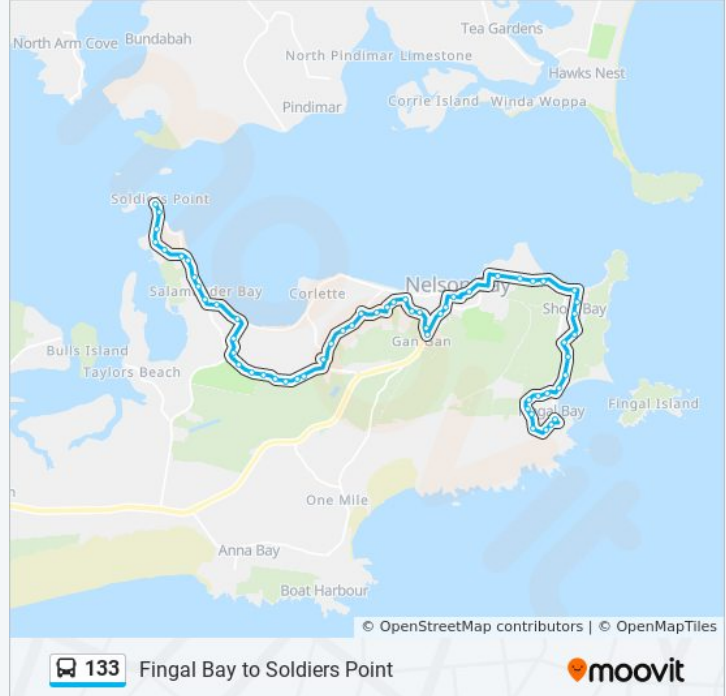 Tea Gardens
North Arm Cove
Bundabah
North Pindimar
Limestone
Hawks Nest
Pindimar
Corrie Island
Winda Woppa
moovit
Soldiers Point
Salamander Bay
Corlette
Nelson Bay
Shoal Bay
Gan Gan
Bulls Island
Taylors Beach
Fingal Bay
Fingal Island
One Mile
Anna Bay
Boat Harbour
© OpenStreetMap contributors | © OpenMapTiles
133 Fingal Bay to Soldiers Point
moovit